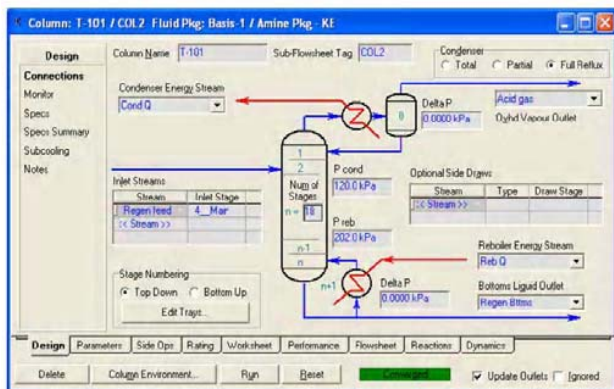 Column: T-101 / COL2 Fluid Pkg: Basis-1 / Amine Pkg - KE
Design
Connections
Monitor
Specs
Specs Summary
Subcooling
Notes
Column Name T-101 Sub-Flowsheet Tag COL2
Condenser
Total Partial Full Reflux
Condenser Energy Stream
Cond Q
0
Delta P
0.0000 kPa
Acid gas
Ovhd Vapour Outlet
1
2
Num of
Stages
n = 18
n-1
n
n+1
P cond
120.0 kPa
P reb
202.0 kPa
Inlet Streams
Stream Inlet Stage
Regen feed 4__Main
<< Stream >>
Optional Side Draws
Stream Type Draw Stage
<< Stream >>
Stage Numbering
Top Down Bottom Up
Edit Trays...
Delta P
0.0000 kPa
Reboiler Energy Stream
Reb Q
Bottoms Liquid Outlet
Regen Bttms
Design Parameters Side Ops Rating Worksheet Performance Flowsheet Reactions Dynamics
Delete Column Environment... Run Reset Converged Update Outlets Ignored